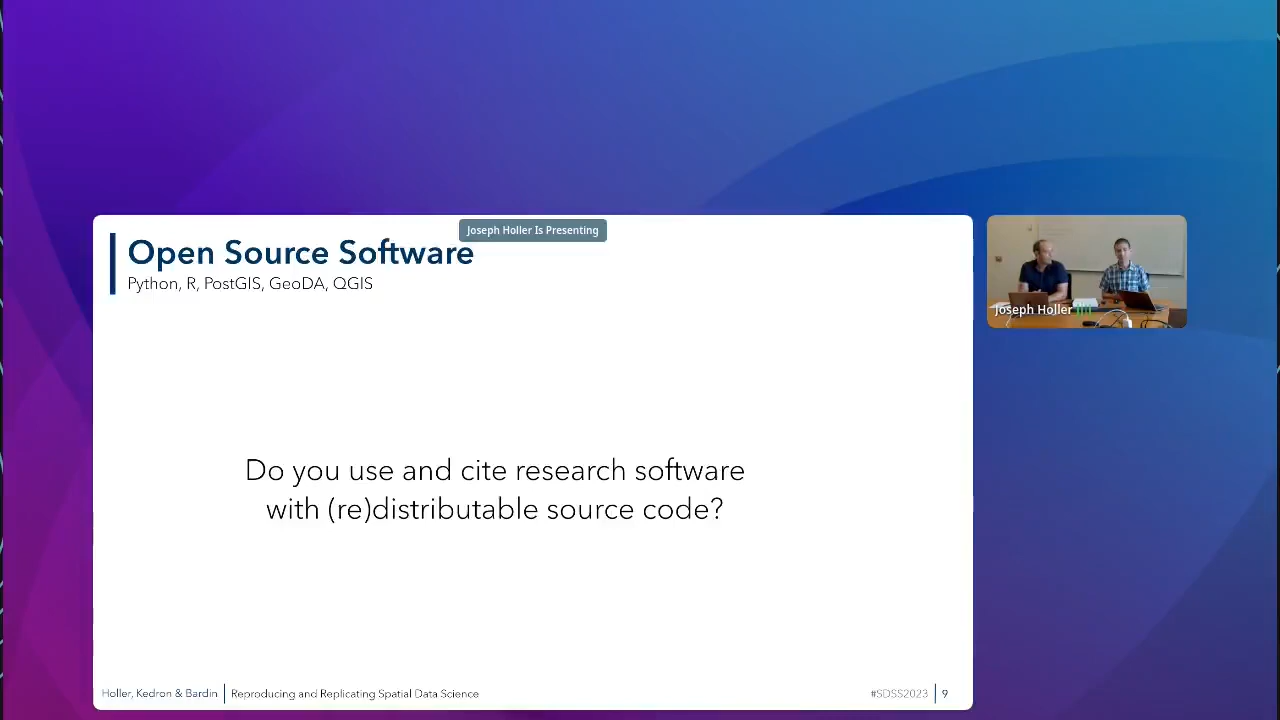 Joseph Holler Is Presenting
Open Source Software
Python, R, PostGIS, GeoDA, QGIS
Joseph Holler
Do you use and cite research software
with (re)distributable source code?
Holler, Kedron & Bardin
Reproducing and Replicating Spatial Data Science
#SDSS2023
9